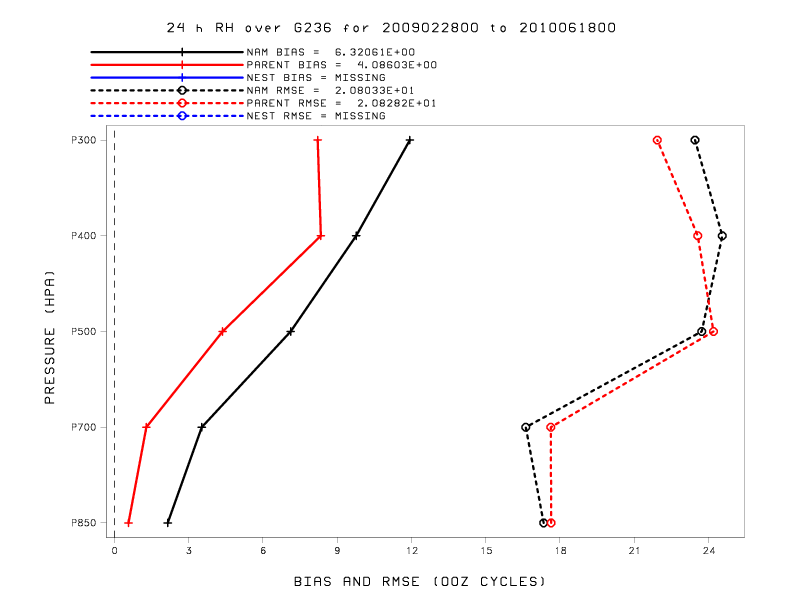 24 h RH over G236 for 2009022800 to 2010061800
NAM BIAS = 6.32061E+00
PARENT BIAS = 4.08603E+00
NEST BIAS = MISSING
NAM RMSE = 2.08033E+01
PARENT RMSE = 2.08282E+01
NEST RMSE = MISSING
P300
P400
P500
P700
P850
PRESSURE (HPA)
0 3 6 9 12 15 18 21 24
BIAS AND RMSE (00Z CYCLES)